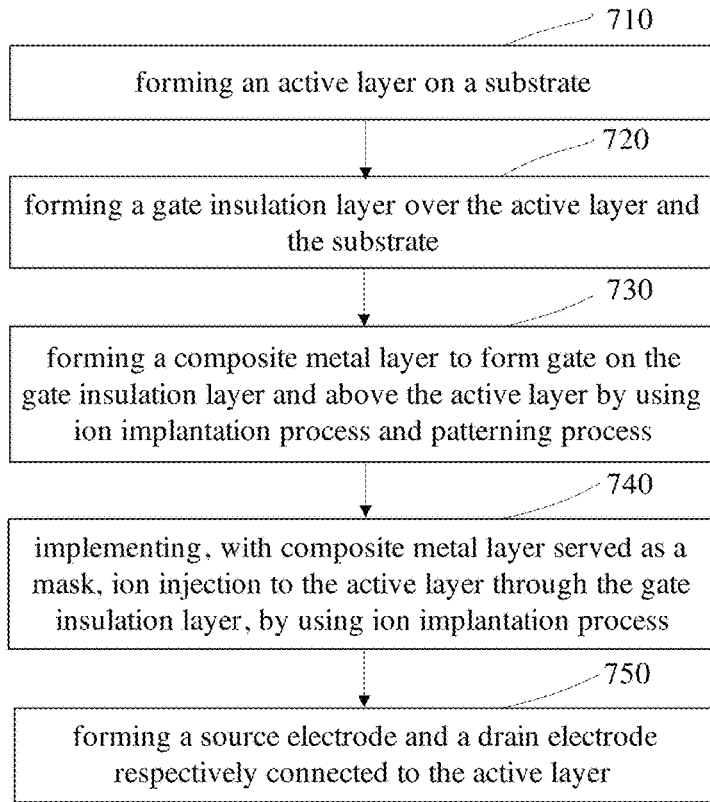 710
forming an active layer on a substrate
720
forming a gate insulation layer over the active layer and
the substrate
730
forming a composite metal layer to form gate on the
gate insulation layer and above the active layer by using
ion implantation process and patterning process
740
implementing, with composite metal layer served as a
mask, ion injection to the active layer through the gate
insulation layer, by using ion implantation process
750
forming a source electrode and a drain electrode
respectively connected to the active layer